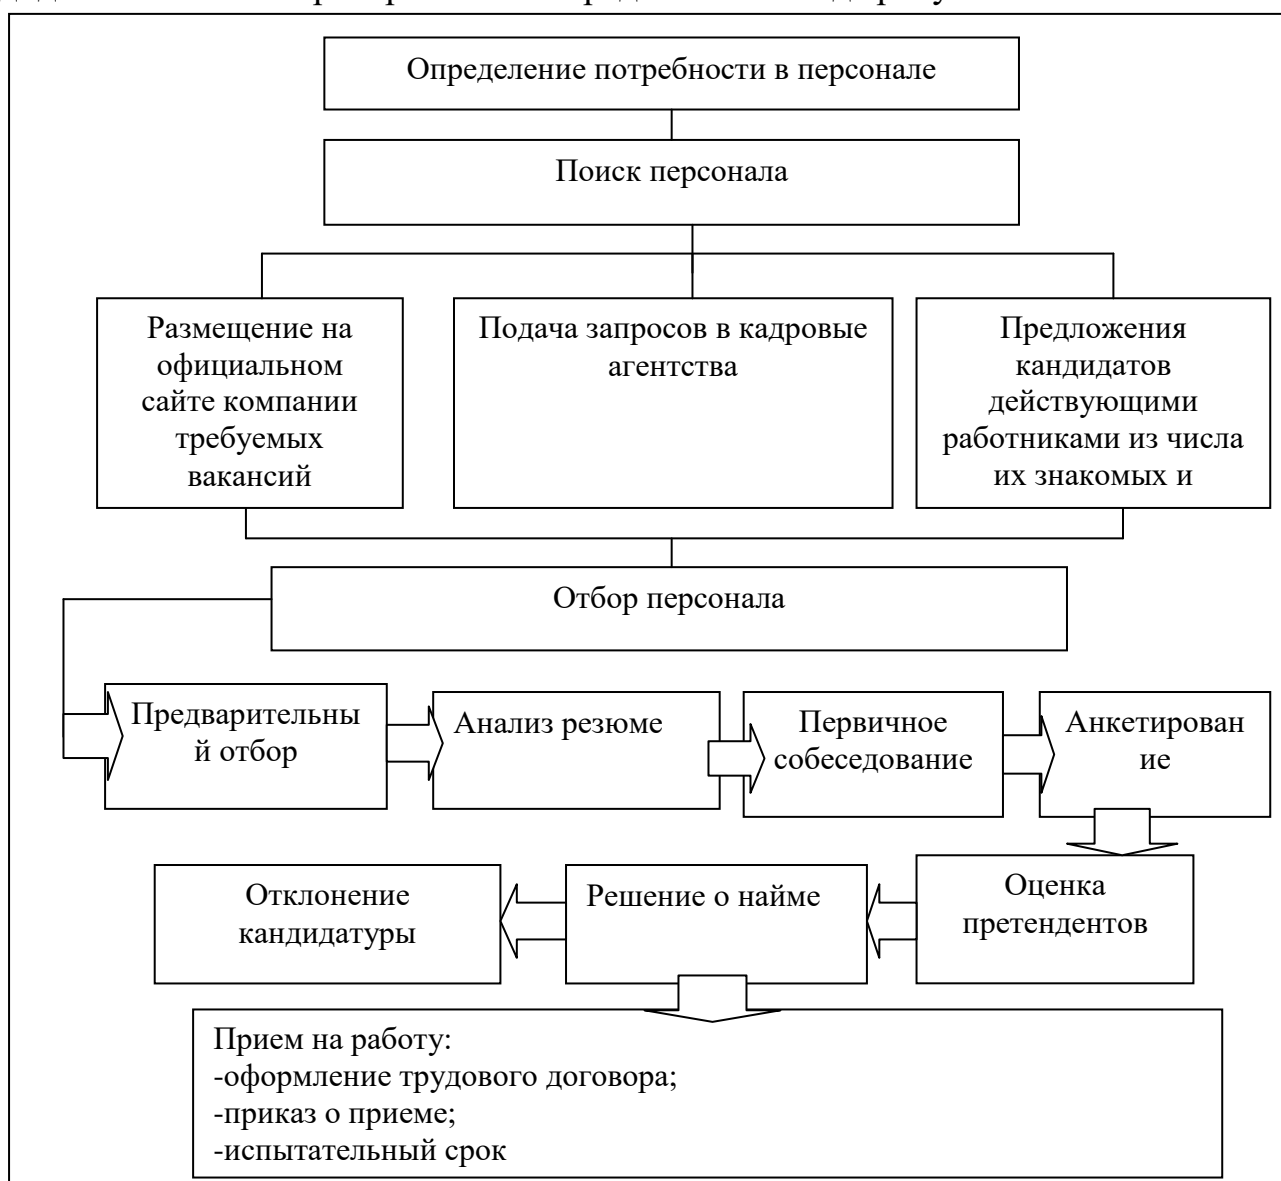 Определение потребности в персонале
Поиск персонала
Размещение на
официальном
сайте компании
требуемых
вакансий
Подача запросов в кадровые
агентства
Предложения
кандидатов
действующими
работниками из числа
их знакомых и
Отбор персонала
Предварительны
й отбор
Анализ резюме
Первичное
собеседование
Анкетирован
ие
Отклонение
кандидатуры
Решение о найме
Оценка
претендентов
Прием на работу:
-оформление трудового договора;
-приказ о приеме;
-испытательный срок